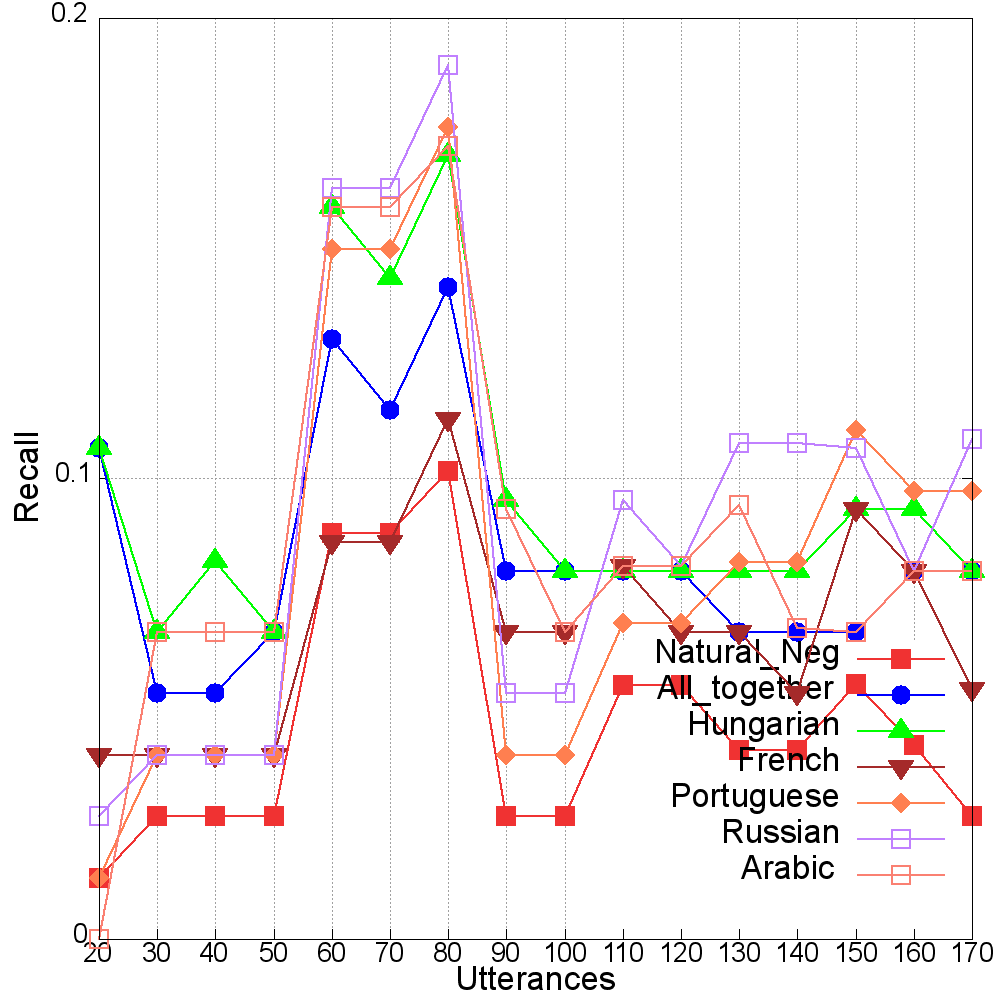 0.2
0.1
0
Recall
20 30 40 50 60 70 80 90 100 110 120 130 140 150 160 170
Utterances
Natural_Neg
All_together
Hungarian
French
Portuguese
Russian
Arabic